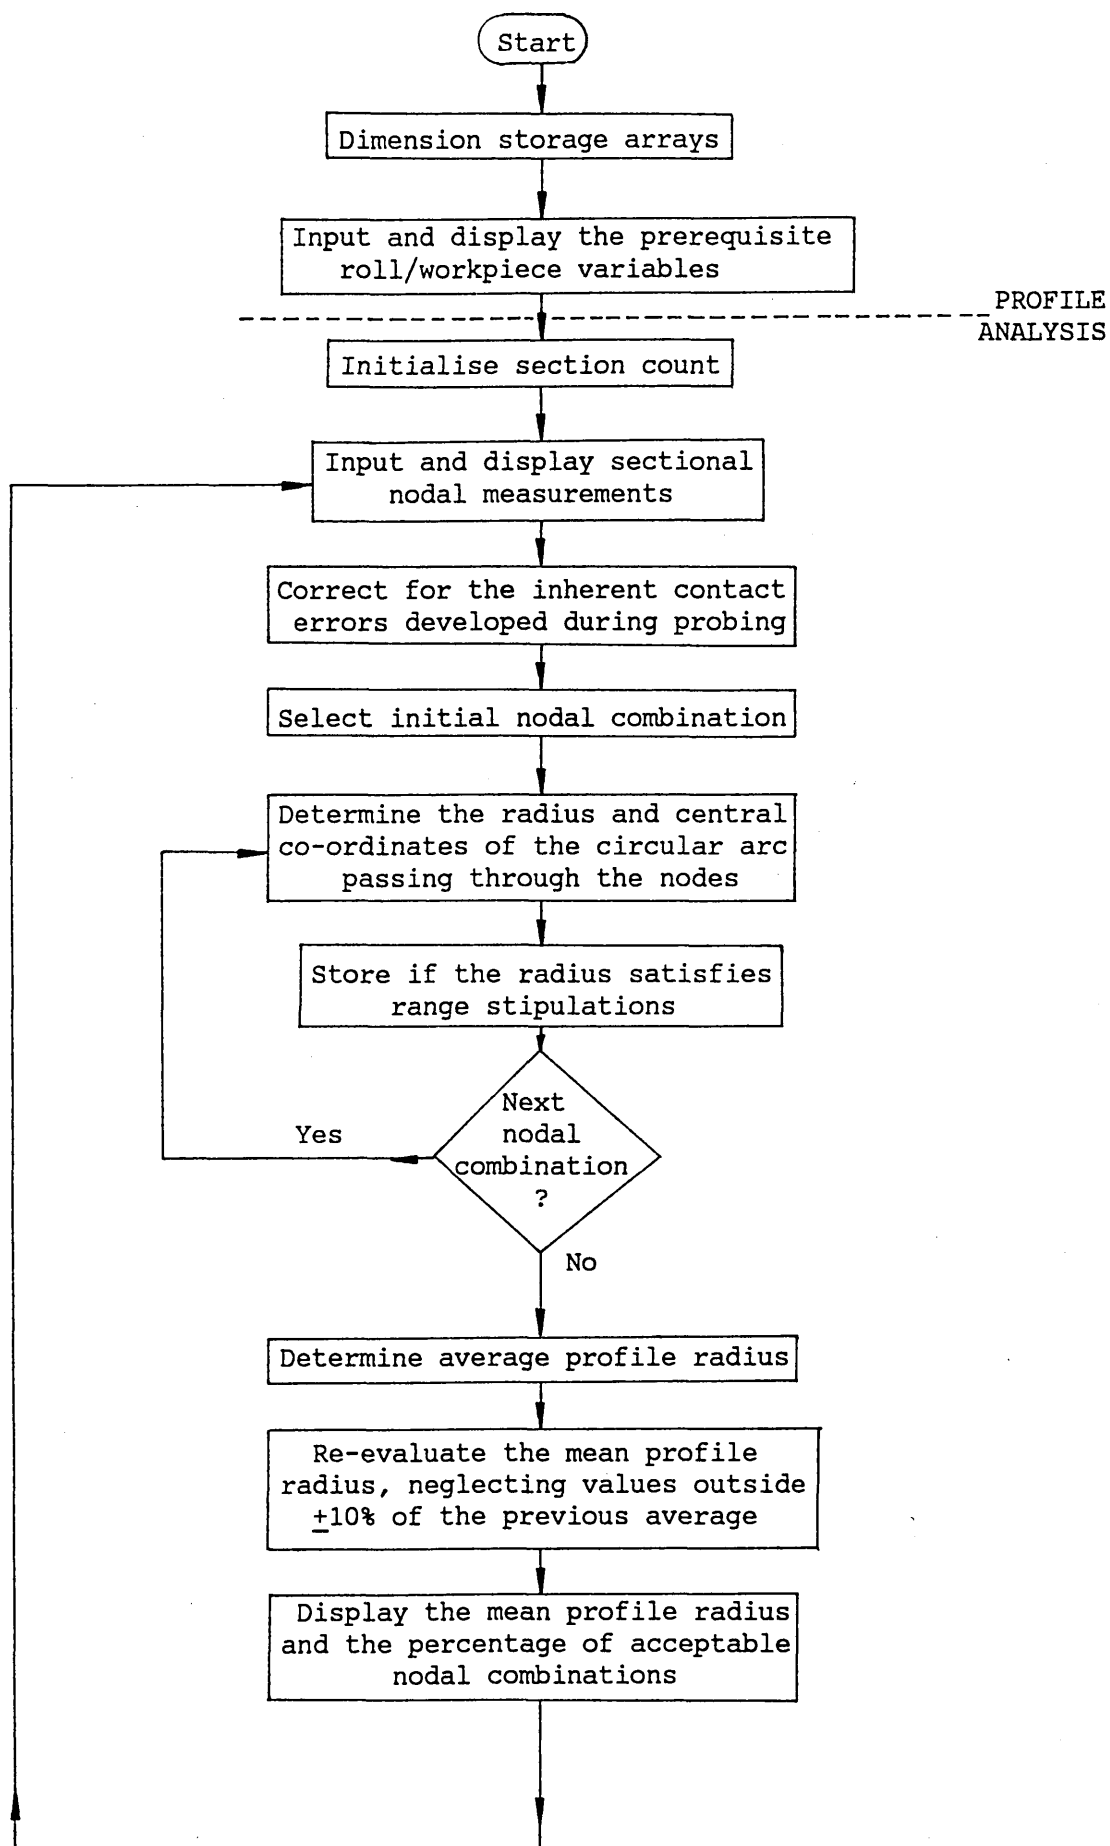 Start
Dimension storage arrays
Input and display the prerequisite
roll/workpiece variables
PROFILE
ANALYSIS
Initialise section count
Input and display sectional
nodal measurements
Correct for the inherent contact
errors developed during probing
Select initial nodal combination
Determine the radius and central
co-ordinates of the circular arc
passing through the nodes
Store if the radius satisfies
range stipulations
Next
nodal
combination
?
Yes
No
Determine average profile radius
Re-evaluate the mean profile
radius, neglecting values outside
±10% of the previous average
Display the mean profile radius
and the percentage of acceptable
nodal combinations